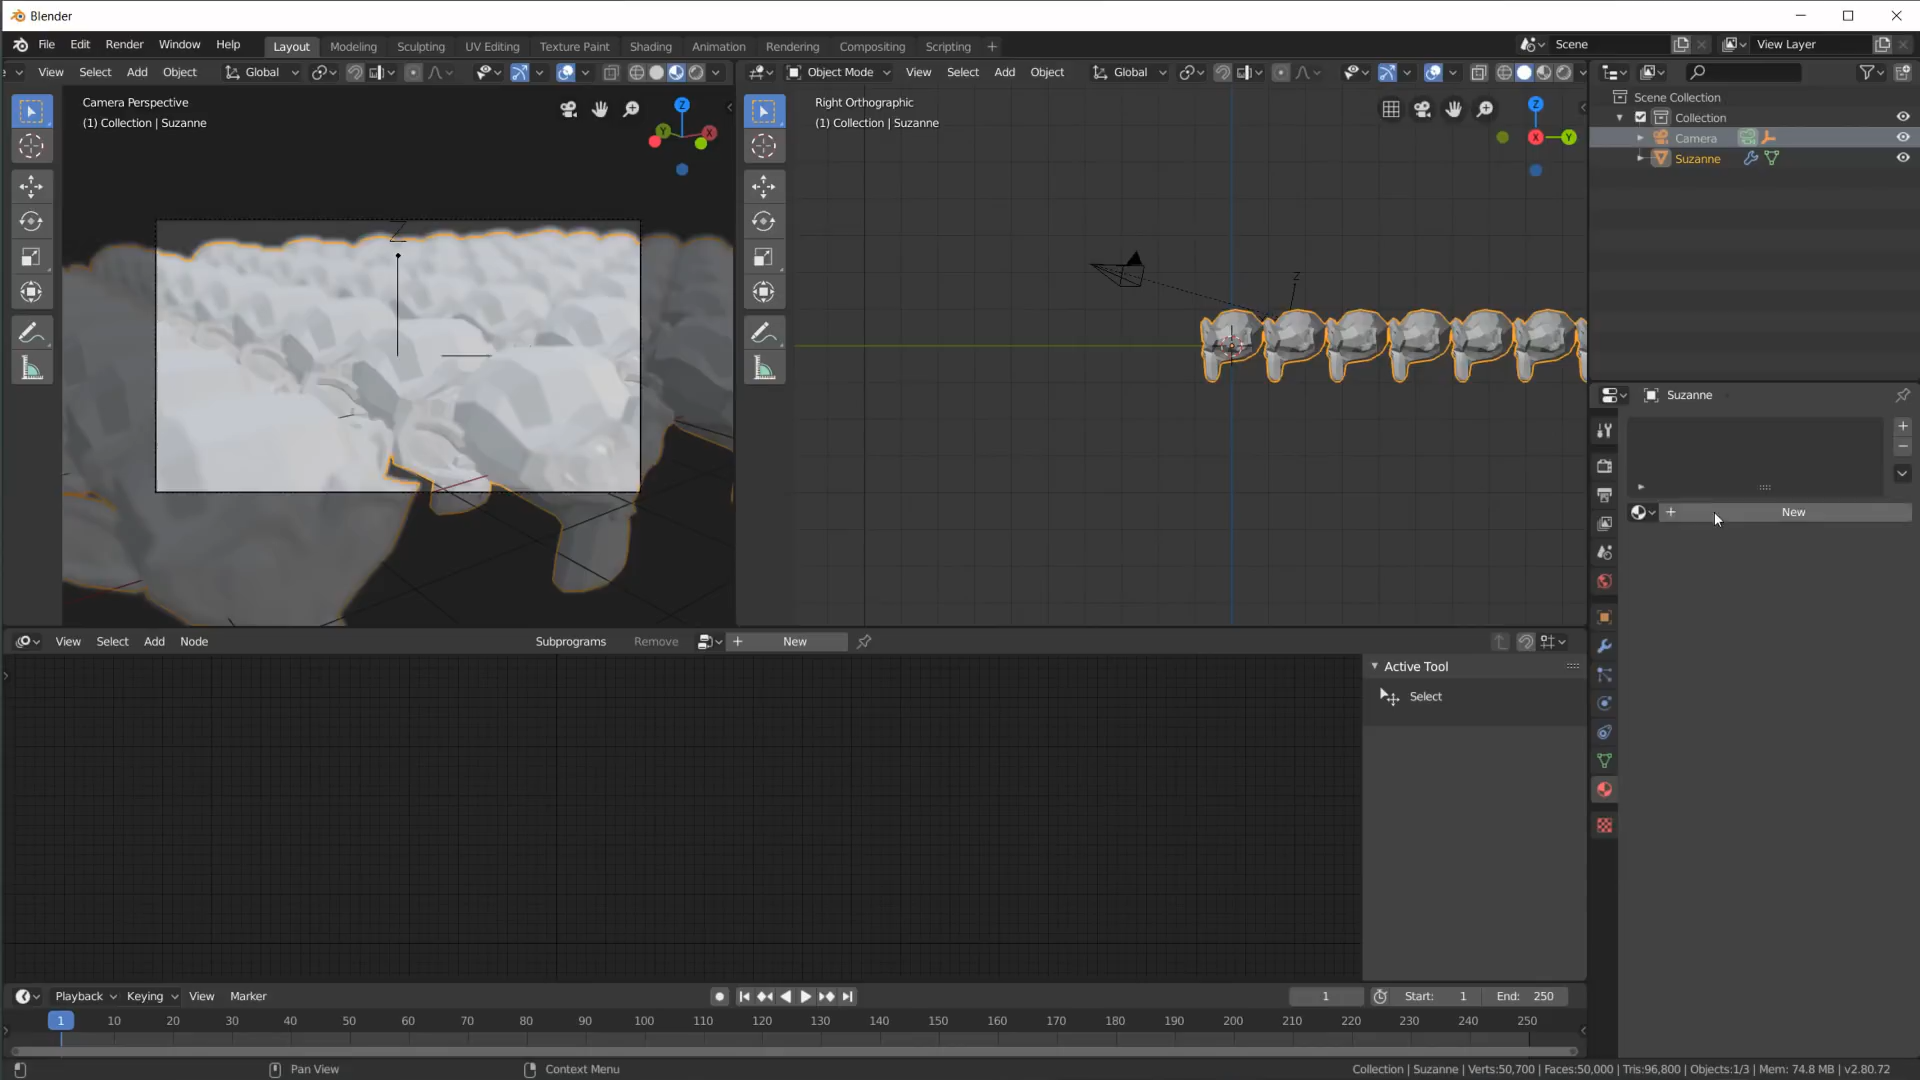 Blender
File Edit Render Window Help Layout Modeling Sculpting UV Editing Texture Paint Shading Animation Rendering Compositing Scripting + Scene View Layer
View Select Add Object Global Object Mode View Select Add Object Global
Camera Perspective
(1) Collection | Suzanne
Right Orthographic
(1) Collection | Suzanne
Z
X
Y
Z
X
Y
Z
Z
Scene Collection
Collection
Camera
Suzanne
Suzanne
New
View Select Add Node Subprograms Remove New
Active Tool
Select
Playback Keying View Marker 1 Start: 1 End: 250
1 10 20 30 40 50 60 70 80 90 100 110 120 130 140 150 160 170 180 190 200 210 220 230 240 250
Pan View Context Menu Collection | Suzanne | Verts:50,700 | Faces:50,000 | Tris:96,800 | Objects:1/3 | Mem: 74.8 MB | v2.80.72